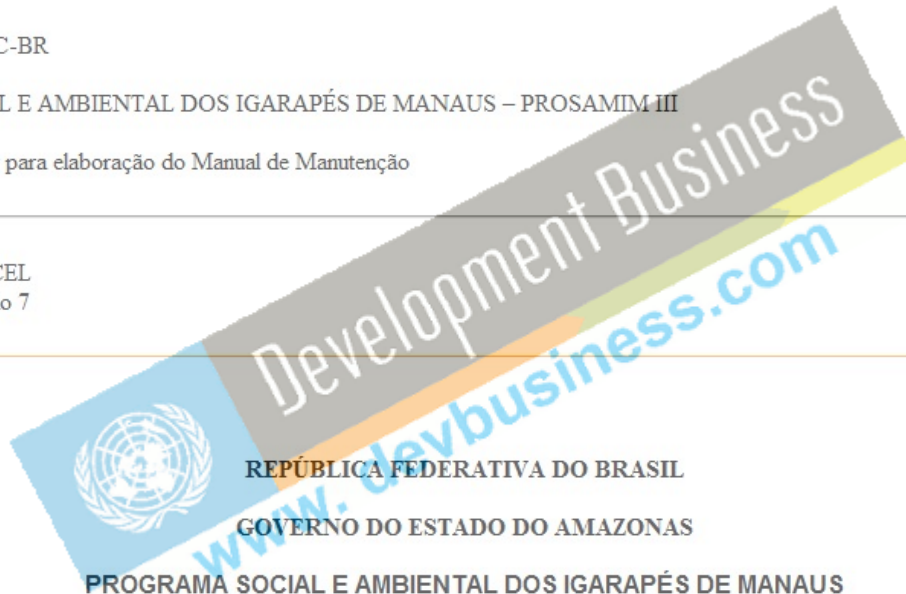 C-BR
L E AMBIENTAL DOS IGARAPÉS DE MANAUS – PROSAMIM III
para elaboração do Manual de Manutenção
CEL
o 7
Development Business
www.devbusiness.com
REPÚBLICA FEDERATIVA DO BRASIL
GOVERNO DO ESTADO DO AMAZONAS
PROGRAMA SOCIAL E AMBIENTAL DOS IGARAPÉS DE MANAUS